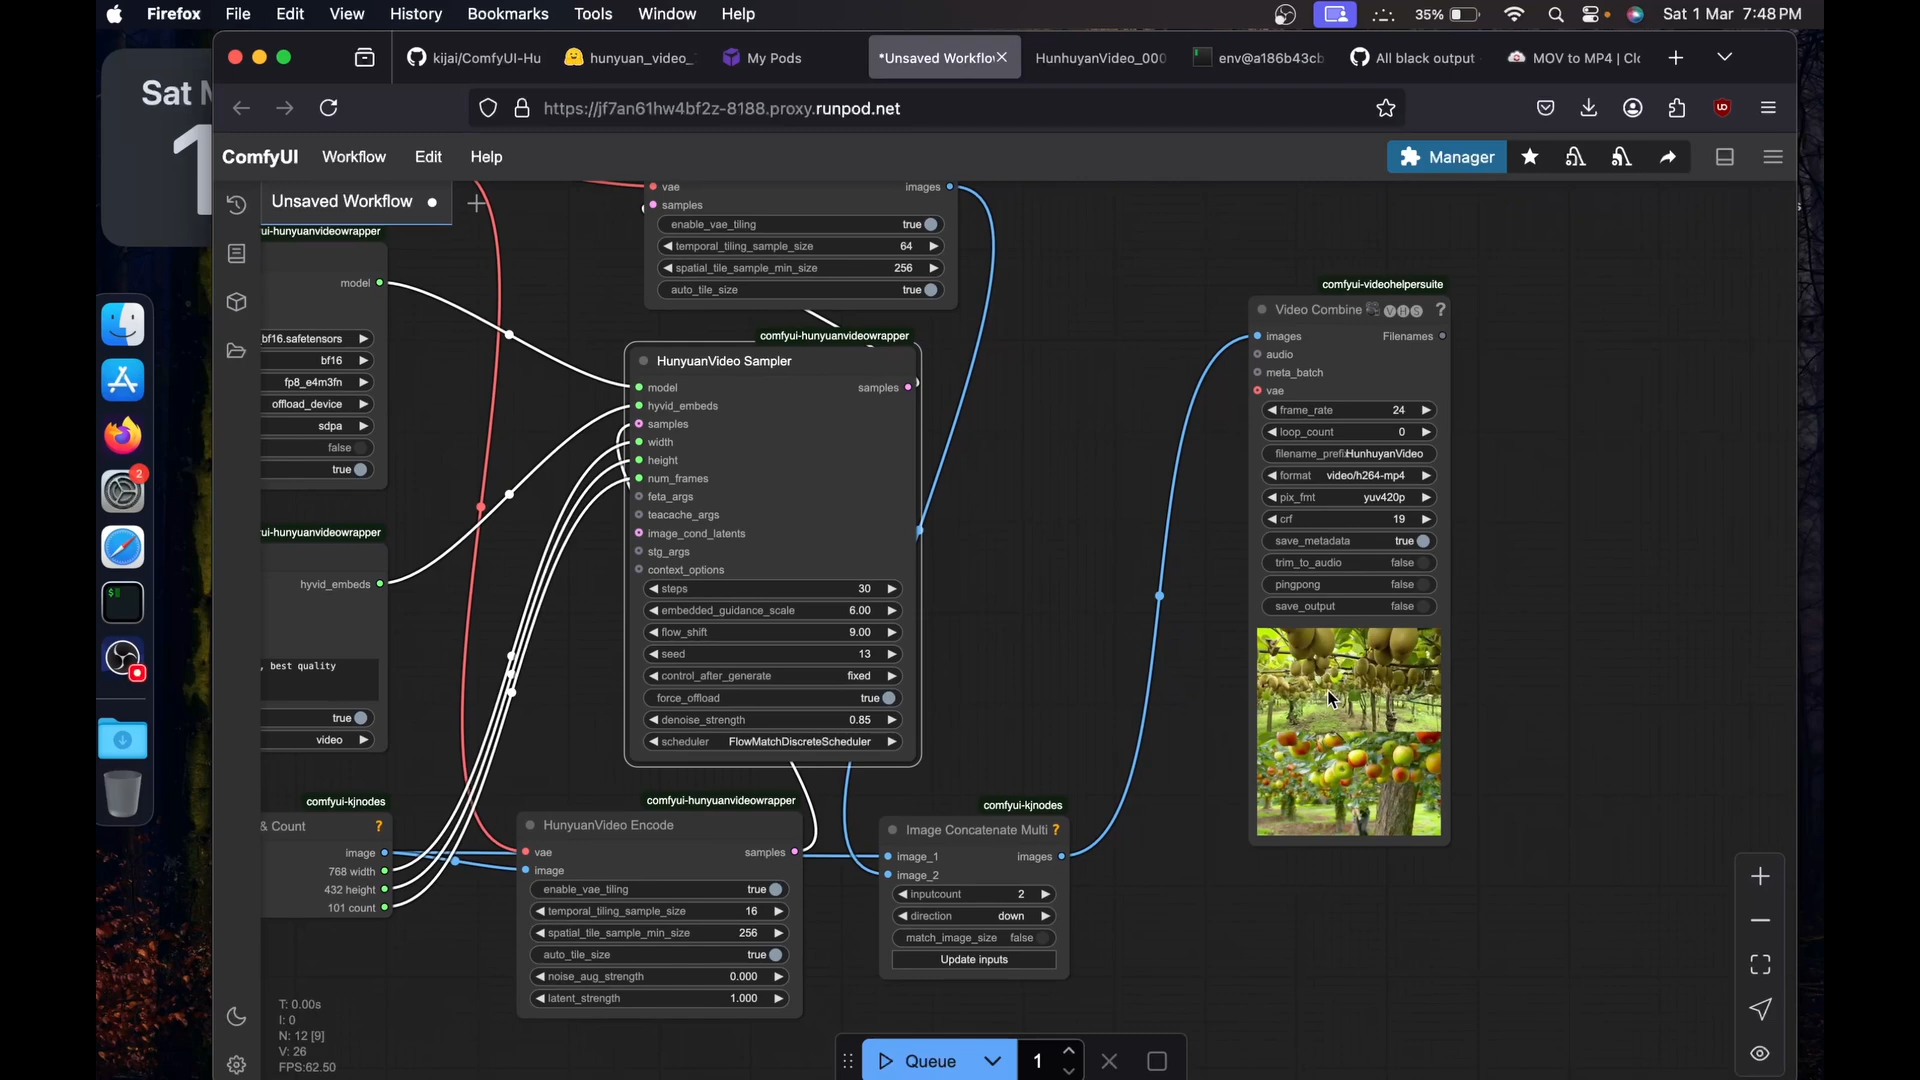 Firefox File Edit View History Bookmarks Tools Window Help 35% Sat 1 Mar 7:48 PM
Sat
1
2
kijai/ComfyUI-Hu hunyuan_video_ My Pods *Unsaved Workflo HunhuyanVideo_000 env@a186b43cb All black output MOV to MP4 | Clo
https://jf7an61hw4bf2z-8188.proxy.runpod.net
ComfyUI Workflow Edit Help Manager
Unsaved Workflow
ui-hunyuanvideowrapper
model
bf16.safetensors
bf16
fp8_e4m3fn
offload_device
sdpa
false
true
ui-hunyuanvideowrapper
hyvid_embeds
, best quality
true
video
comfyui-kjnodes
& Count ?
image
768 width
432 height
101 count
vae images
samples
enable_vae_tiling true
temporal_tiling_sample_size 64
spatial_tile_sample_min_size 256
auto_tile_size true
comfyui-hunyuanvideowrapper
HunyuanVideo Sampler
model samples
hyvid_embeds
samples
width
height
num_frames
feta_args
teacache_args
image_cond_latents
stg_args
context_options
steps 30
embedded_guidance_scale 6.00
flow_shift 9.00
seed 13
control_after_generate fixed
force_offload true
denoise_strength 0.85
scheduler FlowMatchDiscreteScheduler
comfyui-hunyuanvideowrapper
HunyuanVideo Encode
vae samples
image
enable_vae_tiling true
temporal_tiling_sample_size 16
spatial_tile_sample_min_size 256
auto_tile_size true
noise_aug_strength 0.000
latent_strength 1.000
comfyui-kjnodes
Image Concatenate Multi ?
image_1 images
image_2
inputcount 2
direction down
match_image_size false
Update inputs
comfyui-videohelpersuite
Video Combine VHS ?
images Filenames
audio
meta_batch
vae
frame_rate 24
loop_count 0
filename_prefi HunhuyanVideo
format video/h264-mp4
pix_fmt yuv420p
crf 19
save_metadata true
trim_to_audio false
pingpong false
save_output false
T: 0.00s
I: 0
N: 12 [9]
V: 26
FPS:62.50
Queue 1